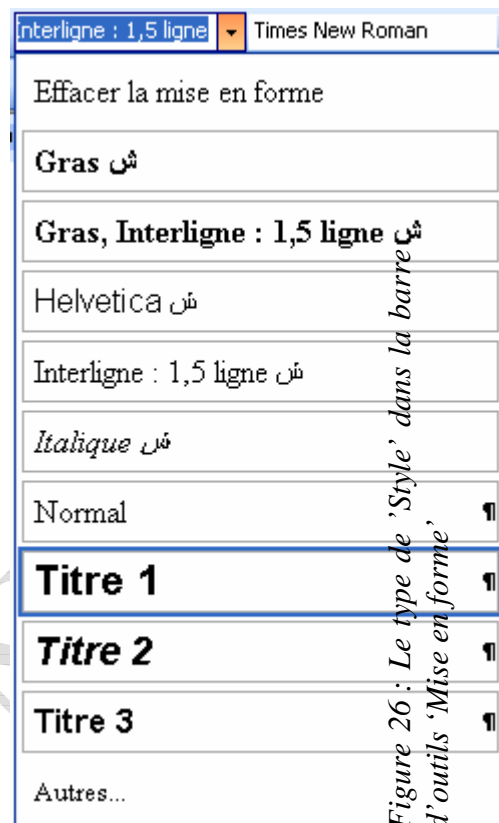 Interligne : 1,5 ligne Times New Roman
Effacer la mise en forme
Gras ش
Gras, Interligne : 1,5 ligne ش
Helvetica ش
Interligne : 1,5 ligne ش
Italique ش
Normal ¶
Titre 1 ¶
Titre 2 ¶
Titre 3 ¶
Autres...
Figure 26 : Le type de ’Style’ dans la barre
d’outils ‘Mise en forme’